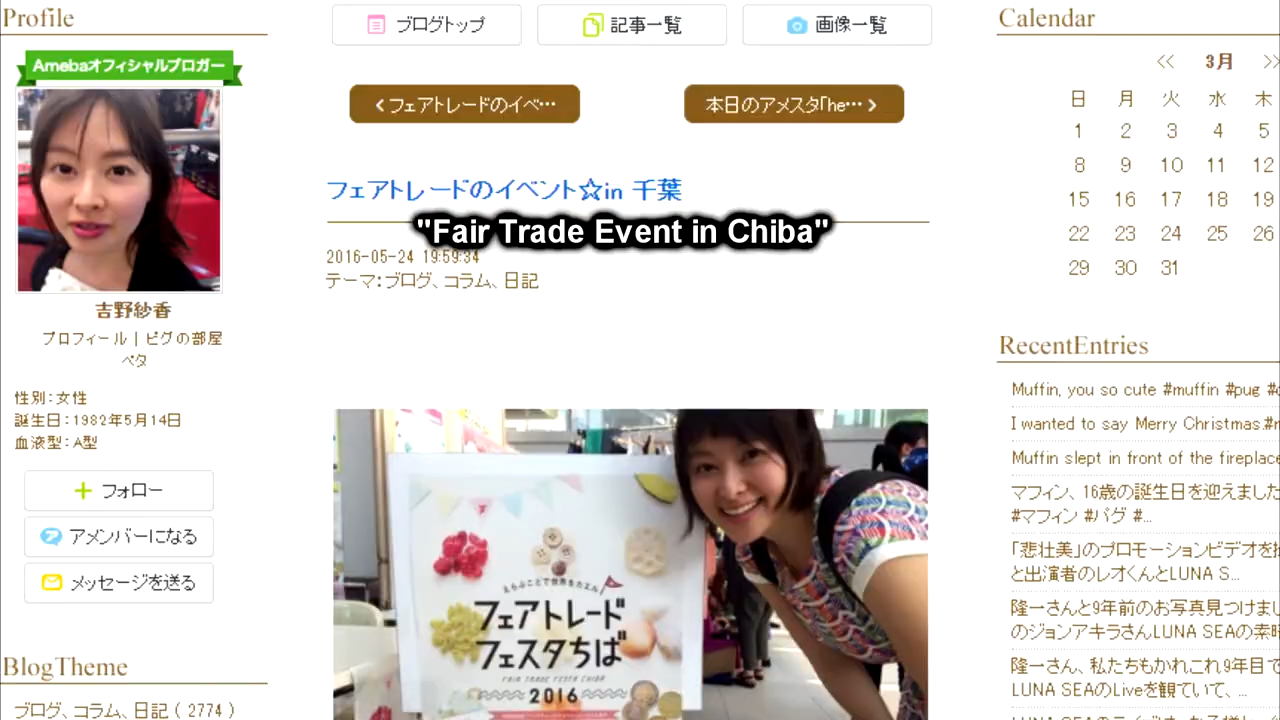 Profile
Amebaオフィシャルブロガー
吉野紗香
プロフィール | ピグの部屋
ペタ
性別：女性
誕生日：1982年5月14日
血液型：A型
フォロー
アメンバーになる
メッセージを送る
BlogTheme
ブログ、コラム、日記 ( 2774 )
ブログトップ
記事一覧
画像一覧
フェアトレードのイベ…
本日のアメスタ「he…
フェアトレードのイベント☆in 千葉
"Fair Trade Event in Chiba"
2016-05-24 19:59:34
テーマ：ブログ、コラム、日記
えらぶことで世界をたエル！
フェアトレード
フェスタちば
FAIR TRADE FESTA CHIBA
2016
Calendar
<< 3月 >>
日 月 火 水 木
1 2 3 4 5
8 9 10 11 12
15 16 17 18 19
22 23 24 25 26
29 30 31
RecentEntries
Muffin, you so cute #muffin #pug
I wanted to say Merry Christmas.
Muffin slept in front of the fireplace
マフィン、16歳の誕生日を迎えました
#マフィン #パグ #...
「悲壮美」のプロモーションビデオを
と出演者のレオくんとLUNA S...
隆一さんと9年前のお写真見つけまし
のジョンアキラさんLUNA SEAの素
隆一さん、私たちもかれこれ9年目で
LUNA SEAのLiveを観ていて、...